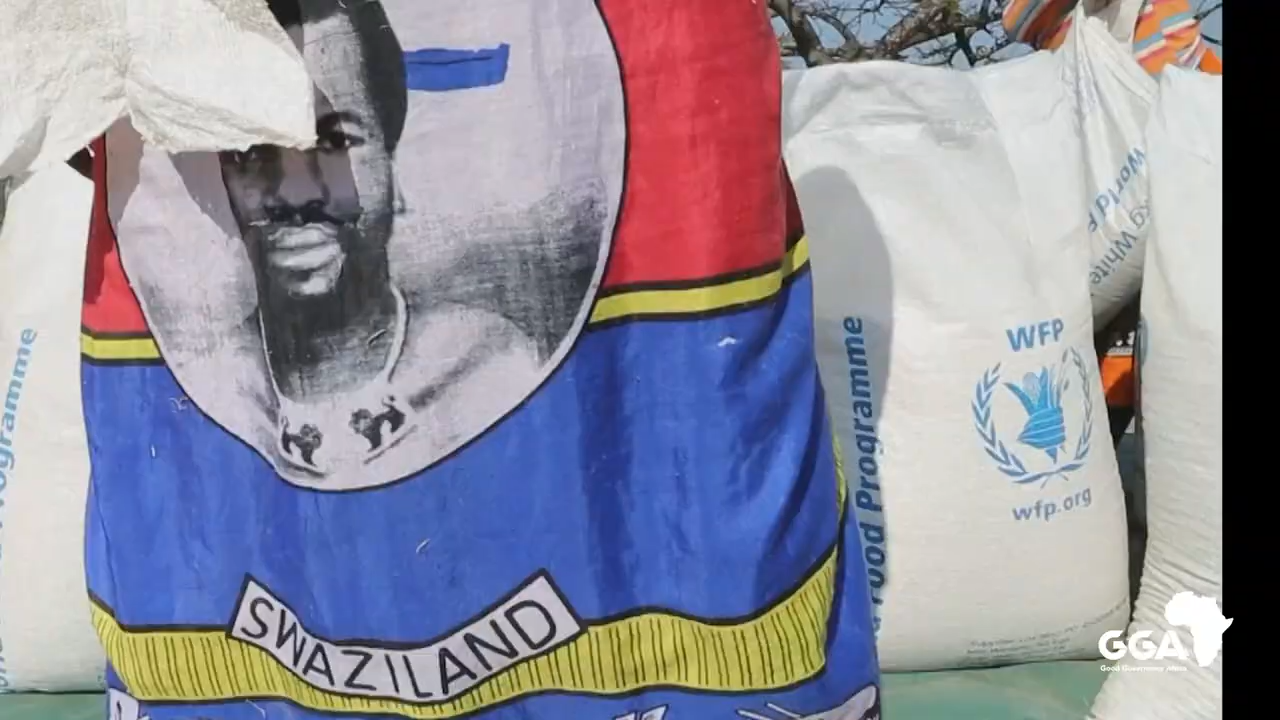 Programme
World F
g White
WFP
Food Programme
wfp.org
SWAZILAND
GGA
Good Governance Africa